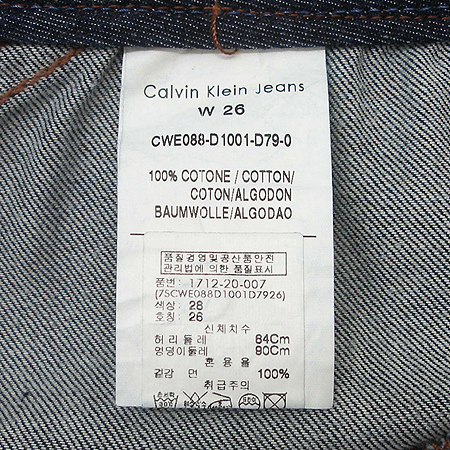 Calvin Klein Jeans
W 26
CWE088-D1001-D79-0
100% COTONE / COTTON/
COTON/ALGODON
BAUMWOLLE/ALGODAO
품질경영및공산품안전
관리법에 의한 품질표시
품번: 1712-20-007
(7SCWE088D1001D7926)
색상: 28
호칭: 26
신체치수
허리둘레 64Cm
엉덩이둘레 90Cm
혼용율
겉감 면 100%
취급주의